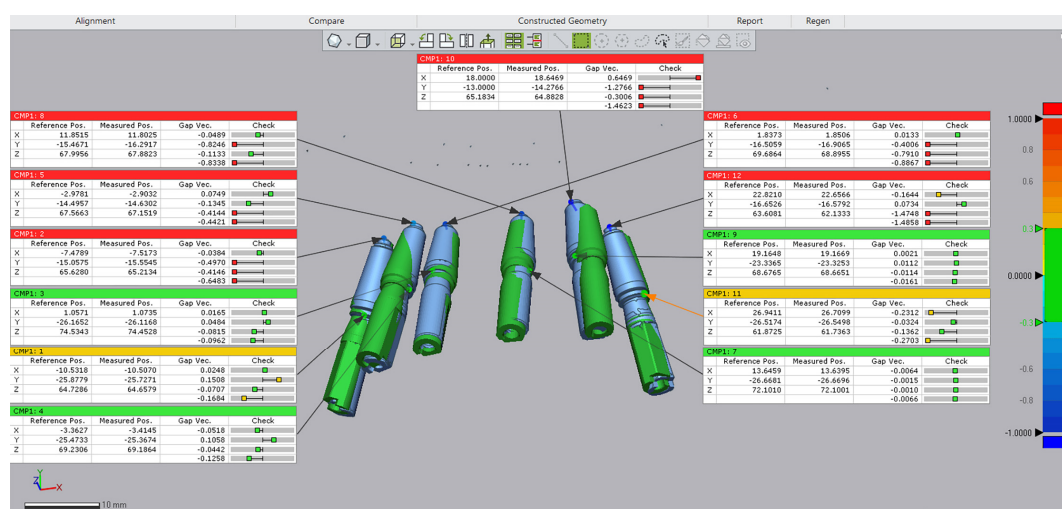 Alignment Compare Constructed Geometry Report Regen
CMP1: 10
Reference Pos. Measured Pos. Gap Vec. Check
X 18.0000 18.6469 0.6469
Y -13.0000 -14.2766 -1.2766
Z 65.1834 64.8828 -0.3006
-1.4623
CMP1: 8
Reference Pos. Measured Pos. Gap Vec. Check
X 11.8515 11.8025 -0.0489
Y -15.4671 -16.2917 -0.8246
Z 67.9956 67.8823 -0.1133
-0.8338
CMP1: 5
Reference Pos. Measured Pos. Gap Vec. Check
X -2.9781 -2.9032 0.0749
Y -14.4957 -14.6302 -0.1345
Z 67.5663 67.1519 -0.4144
-0.4421
CMP1: 2
Reference Pos. Measured Pos. Gap Vec. Check
X -7.4789 -7.5173 -0.0384
Y -15.0575 -15.5545 -0.4970
Z 65.6280 65.2134 -0.4146
-0.6483
CMP1: 3
Reference Pos. Measured Pos. Gap Vec. Check
X 1.0571 1.0735 0.0165
Y -26.1652 -26.1168 0.0484
Z 74.5343 74.4528 -0.0815
-0.0962
CMP1: 1
Reference Pos. Measured Pos. Gap Vec. Check
X -10.5318 -10.5070 0.0248
Y -25.8779 -25.7271 0.1508
Z 64.7286 64.6579 -0.0707
-0.1684
CMP1: 4
Reference Pos. Measured Pos. Gap Vec. Check
X -3.3627 -3.4145 -0.0518
Y -25.4733 -25.3674 0.1058
Z 69.2306 69.1864 -0.0442
-0.1258
CMP1: 6
Reference Pos. Measured Pos. Gap Vec. Check
X 1.8373 1.8506 0.0133
Y -16.5059 -16.9065 -0.4006
Z 69.6864 68.8955 -0.7910
-0.8867
CMP1: 12
Reference Pos. Measured Pos. Gap Vec. Check
X 22.8210 22.6566 -0.1644
Y -16.6526 -16.5792 0.0734
Z 63.6081 62.1333 -1.4748
-1.4858
CMP1: 9
Reference Pos. Measured Pos. Gap Vec. Check
X 19.1648 19.1669 0.0021
Y -23.3365 -23.3253 0.0112
Z 68.6765 68.6651 -0.0114
-0.0161
CMP1: 11
Reference Pos. Measured Pos. Gap Vec. Check
X 26.9411 26.7099 -0.2312
Y -26.5174 -26.5498 -0.0324
Z 61.8725 61.7363 -0.1362
-0.2703
CMP1: 7
Reference Pos. Measured Pos. Gap Vec. Check
X 13.6459 13.6395 -0.0064
Y -26.6681 -26.6696 -0.0015
Z 72.1010 72.1001 -0.0010
-0.0066
1.0000
0.8
0.6
0.3
0.0000
-0.3
-0.6
-0.8
-1.0000
Y
Z
X
10 mm